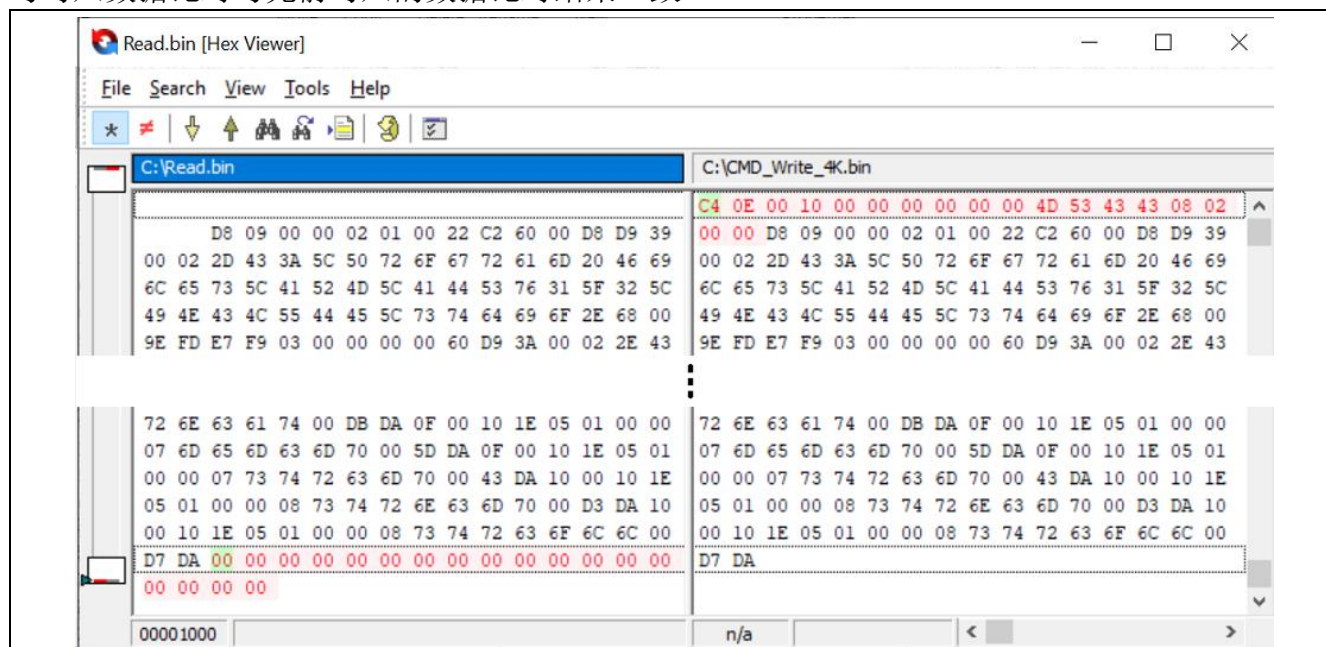 Read.bin [Hex Viewer]
File Search View Tools Help
C:\Read.bin C:\CMD_Write_4K.bin
C4 0E 00 10 00 00 00 00 00 00 4D 53 43 43 08 02
D8 09 00 00 02 01 00 22 C2 60 00 D8 D9 39 00 00 D8 09 00 00 02 01 00 22 C2 60 00 D8 D9 39
00 02 2D 43 3A 5C 50 72 6F 67 72 61 6D 20 46 69 00 02 2D 43 3A 5C 50 72 6F 67 72 61 6D 20 46 69
6C 65 73 5C 41 52 4D 5C 41 44 53 76 31 5F 32 5C 6C 65 73 5C 41 52 4D 5C 41 44 53 76 31 5F 32 5C
49 4E 43 4C 55 44 45 5C 73 74 64 69 6F 2E 68 00 49 4E 43 4C 55 44 45 5C 73 74 64 69 6F 2E 68 00
9E FD E7 F9 03 00 00 00 00 60 D9 3A 00 02 2E 43 9E FD E7 F9 03 00 00 00 00 60 D9 3A 00 02 2E 43
72 6E 63 61 74 00 DB DA 0F 00 10 1E 05 01 00 00 72 6E 63 61 74 00 DB DA 0F 00 10 1E 05 01 00 00
07 6D 65 6D 63 6D 70 00 5D DA 0F 00 10 1E 05 01 07 6D 65 6D 63 6D 70 00 5D DA 0F 00 10 1E 05 01
00 00 07 73 74 72 63 6D 70 00 43 DA 10 00 10 1E 00 00 07 73 74 72 63 6D 70 00 43 DA 10 00 10 1E
05 01 00 00 08 73 74 72 6E 63 6D 70 00 D3 DA 10 05 01 00 00 08 73 74 72 6E 63 6D 70 00 D3 DA 10
00 10 1E 05 01 00 00 08 73 74 72 63 6F 6C 6C 00 00 10 1E 05 01 00 00 08 73 74 72 63 6F 6C 6C 00
D7 DA 00 00 00 00 00 00 00 00 00 00 00 00 00 00 D7 DA
00 00 00 00
00001000 n/a